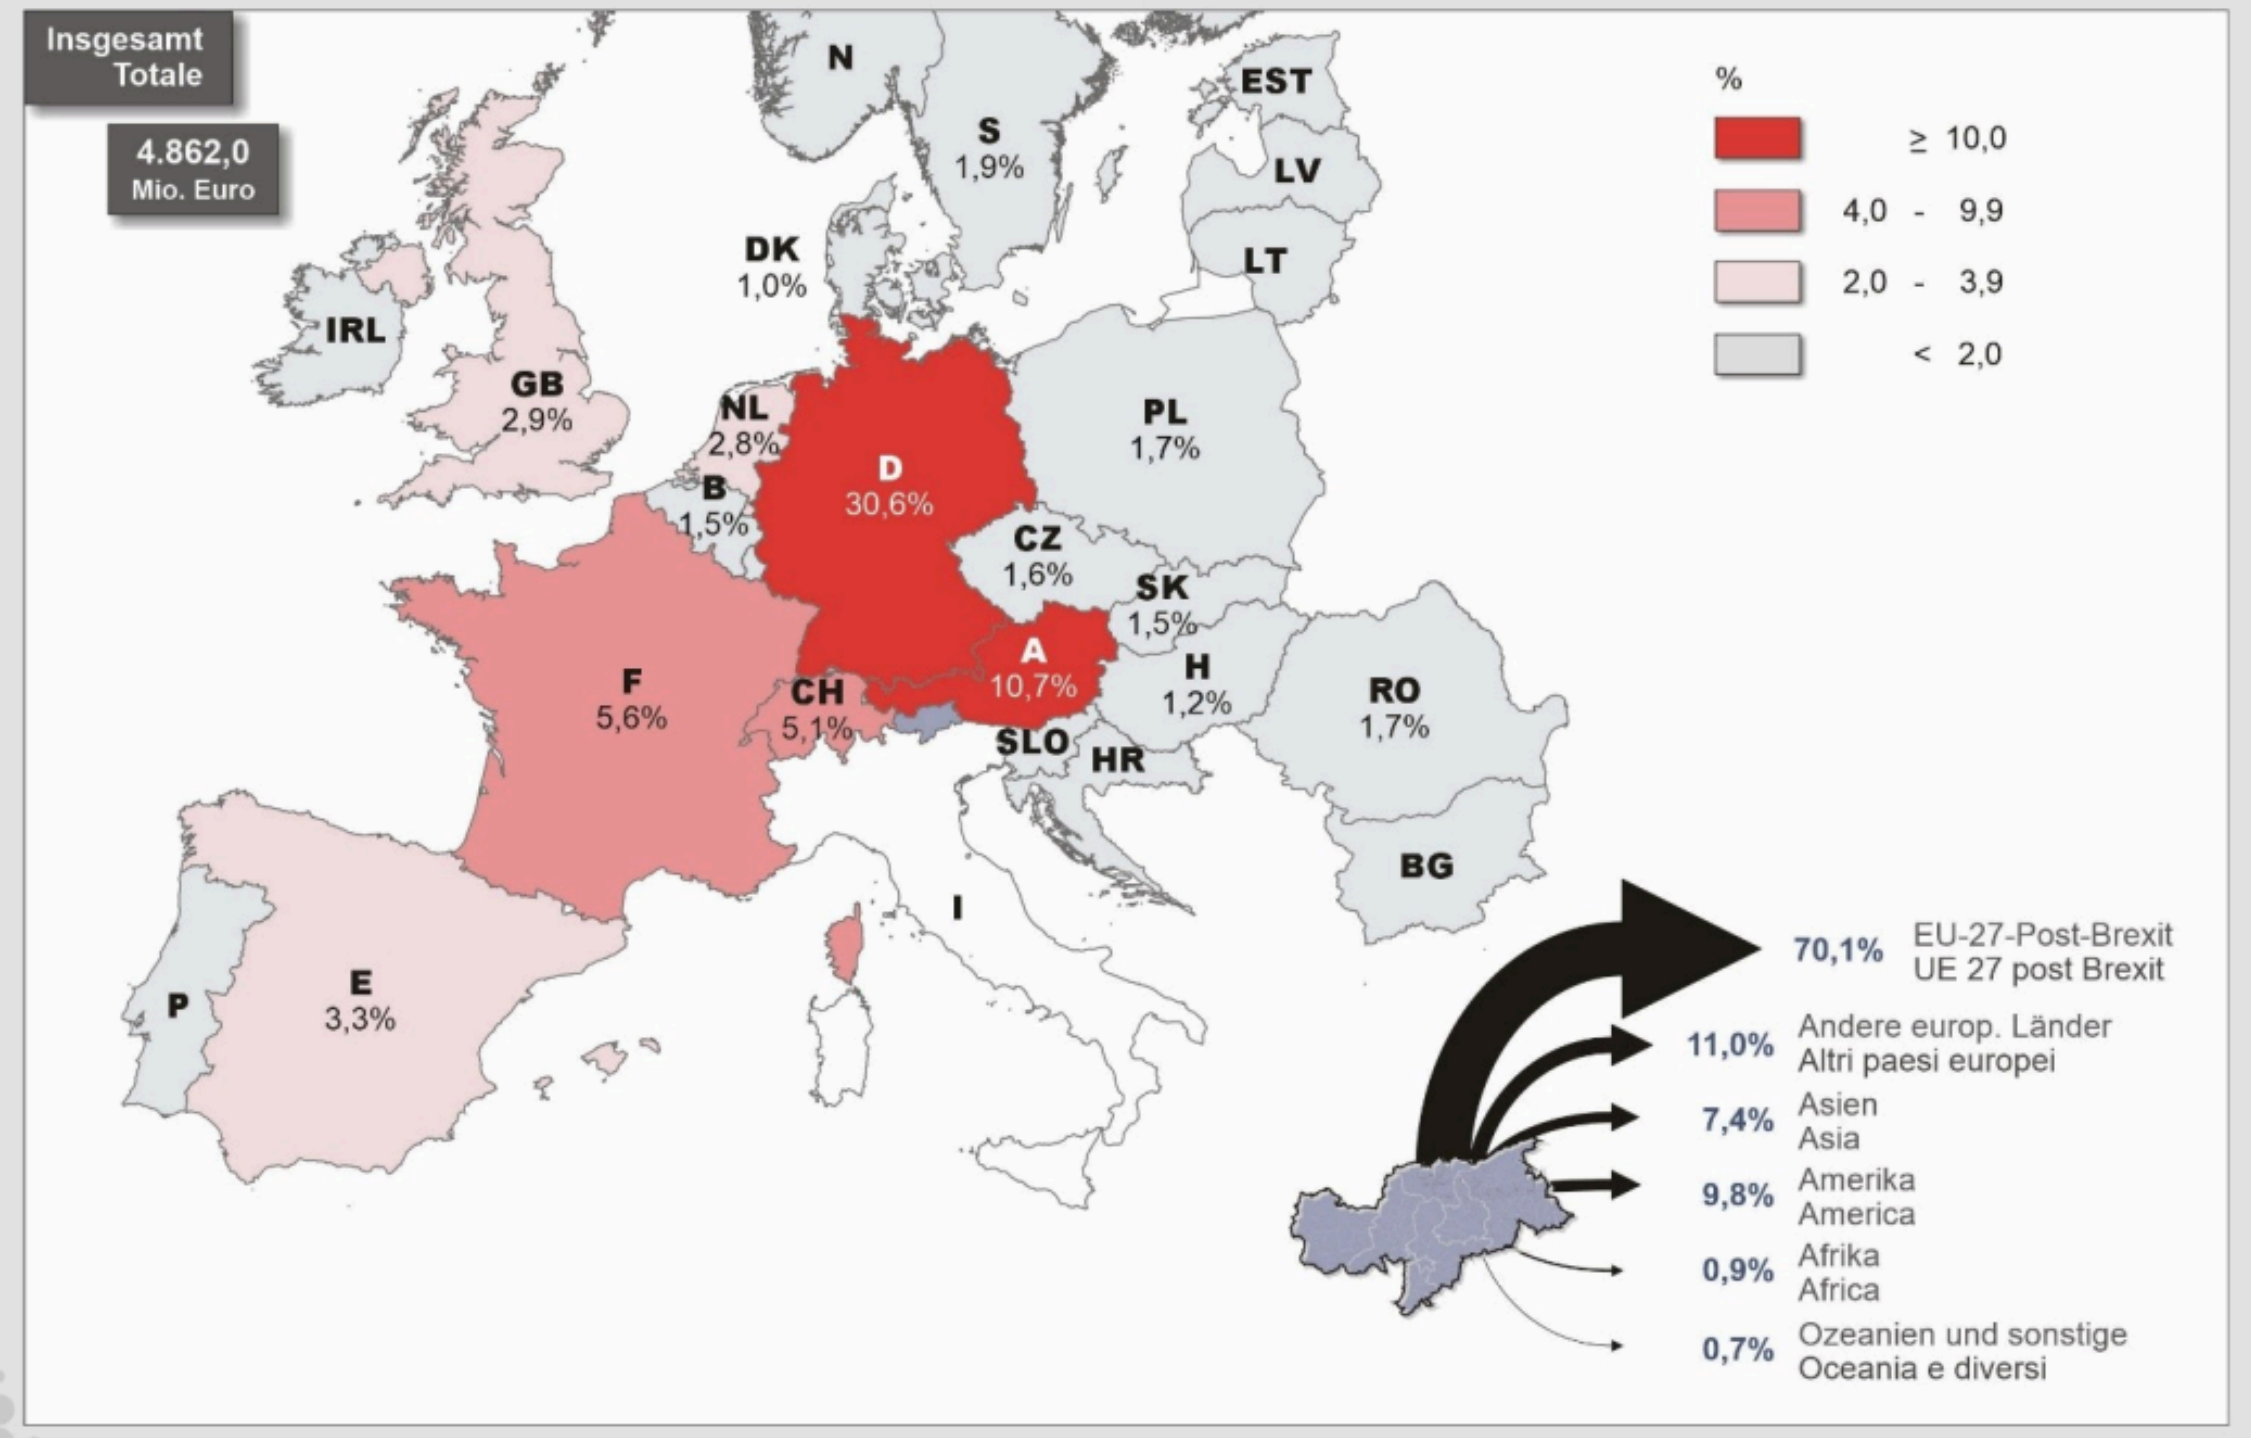 Insgesamt
Totale
4.862,0
Mio. Euro
N
S
1,9%
EST
LV
LT
DK
1,0%
IRL
GB
2,9%
NL
2,8%
B
1,5%
D
30,6%
PL
1,7%
CZ
1,6%
SK
1,5%
A
10,7%
H
1,2%
RO
1,7%
F
5,6%
CH
5,1%
SLO
HR
BG
I
P
E
3,3%
%
≥ 10,0
4,0 - 9,9
2,0 - 3,9
< 2,0
70,1% EU-27-Post-Brexit
UE 27 post Brexit
11,0% Andere europ. Länder
Altri paesi europei
7,4% Asien
Asia
9,8% Amerika
America
0,9% Afrika
Africa
0,7% Ozeanien und sonstige
Oceania e diversi